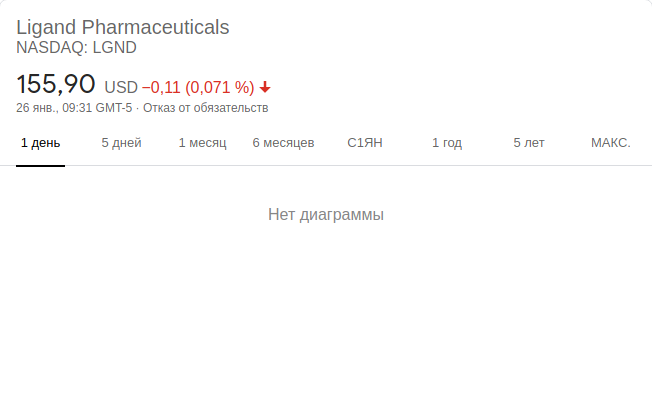 Ligand Pharmaceuticals
NASDAQ: LGND
155,90 USD −0,11 (0,071 %)
26 янв., 09:31 GMT-5 · Отказ от обязательств
1 день 5 дней 1 месяц 6 месяцев С1ЯН 1 год 5 лет МАКС.
Нет диаграммы